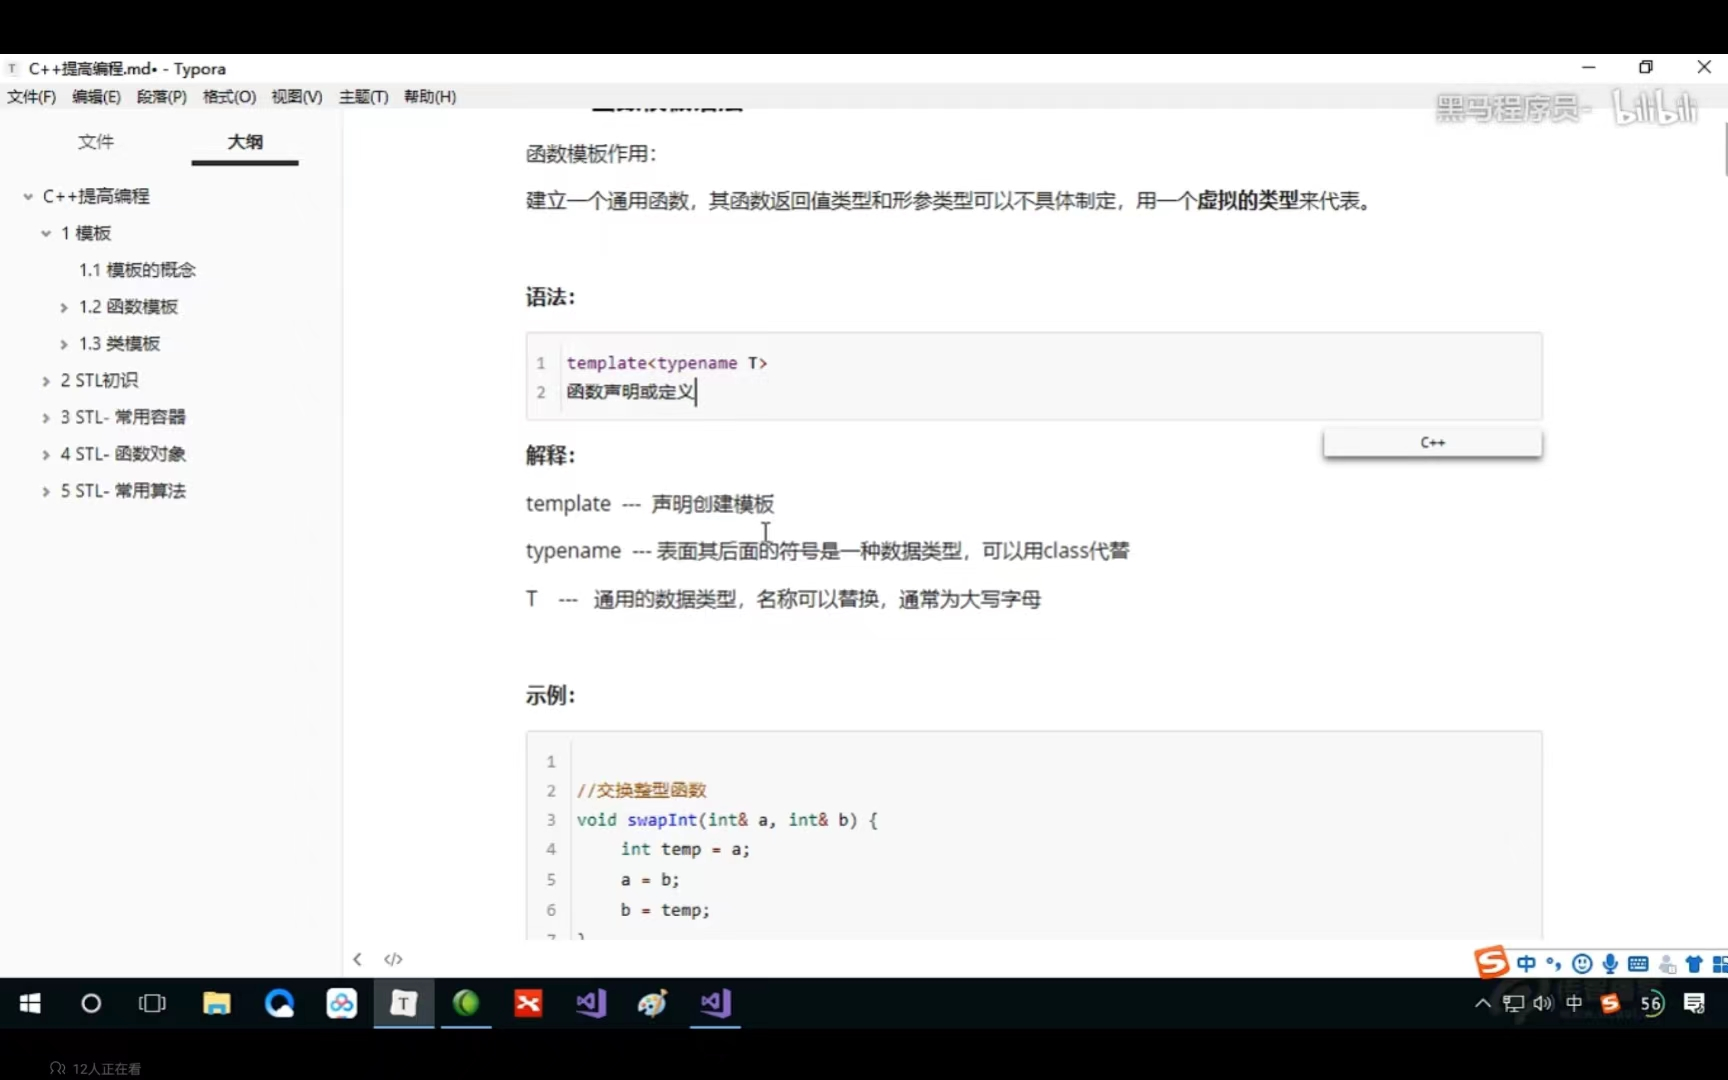 C++提高编程.md• - Typora
文件(F) 编辑(E) 段落(P) 格式(O) 视图(V) 主题(T) 帮助(H)
黑马程序员- bilibili
文件 大纲
C++提高编程
1 模板
1.1 模板的概念
1.2 函数模板
1.3 类模板
2 STL初识
3 STL- 常用容器
4 STL- 函数对象
5 STL- 常用算法
函数模板作用：
建立一个通用函数，其函数返回值类型和形参类型可以不具体制定，用一个虚拟的类型来代表。
语法：
1 template<typename T>
2 函数声明或定义
C++
解释：
template --- 声明创建模板
typename --- 表面其后面的符号是一种数据类型，可以用class代替
T --- 通用的数据类型，名称可以替换，通常为大写字母
示例：
1
2 //交换整型函数
3 void swapInt(int& a, int& b) {
4 int temp = a;
5 a = b;
6 b = temp;
7 }
中
中 56
12人正在看